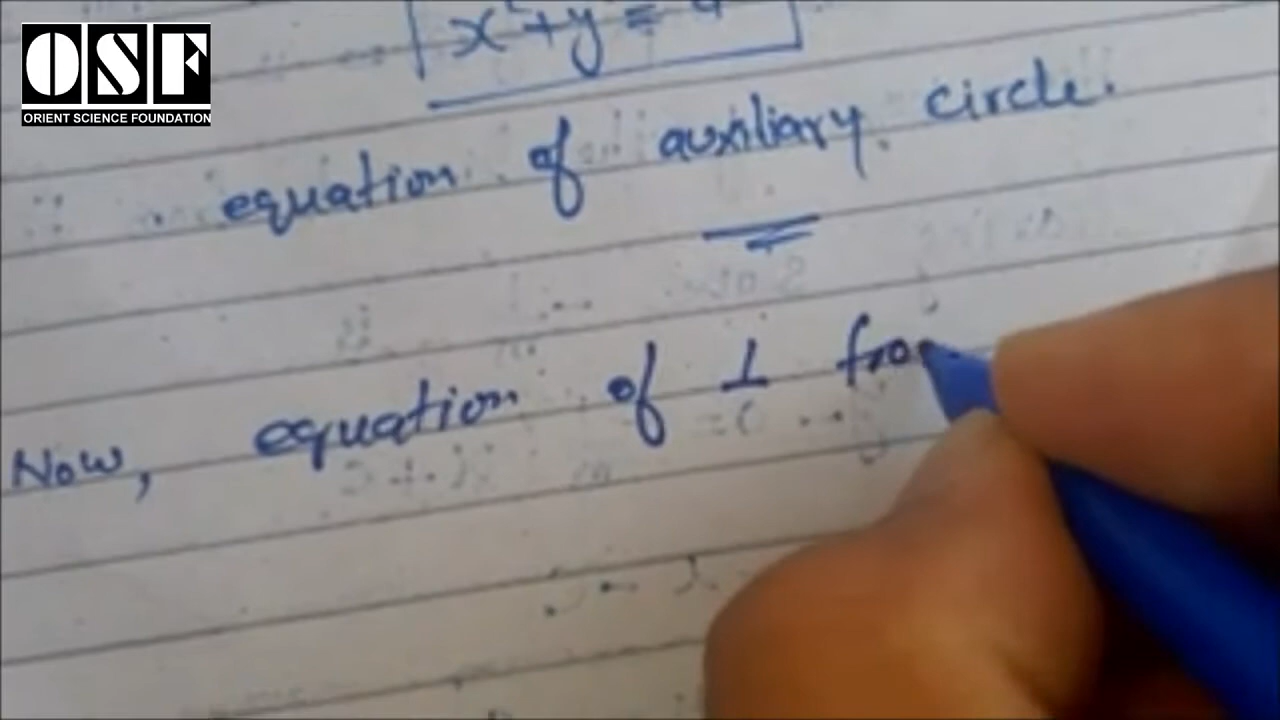 OSF
ORIENT SCIENCE FOUNDATION
equation of auxiliary circle.
Now, equation of ⊥ fro